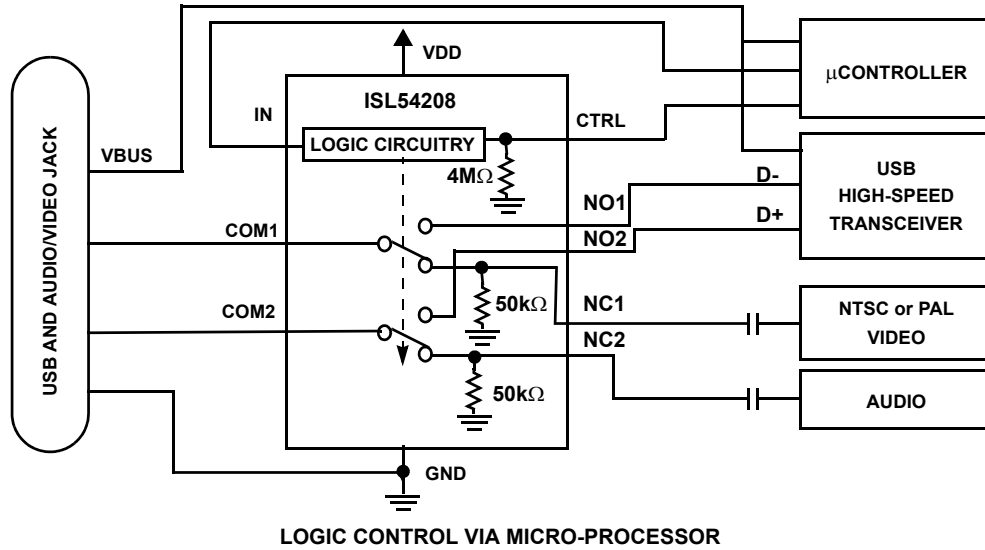 VDD
μCONTROLLER
ISL54208
IN
CTRL
LOGIC CIRCUITRY
USB AND AUDIO/VIDEO JACK
VBUS
4MΩ
USB
HIGH-SPEED
TRANSCEIVER
D-
NO1
D+
NO2
COM1
50kΩ
NC1
NTSC or PAL
VIDEO
COM2
NC2
50kΩ
AUDIO
GND
LOGIC CONTROL VIA MICRO-PROCESSOR